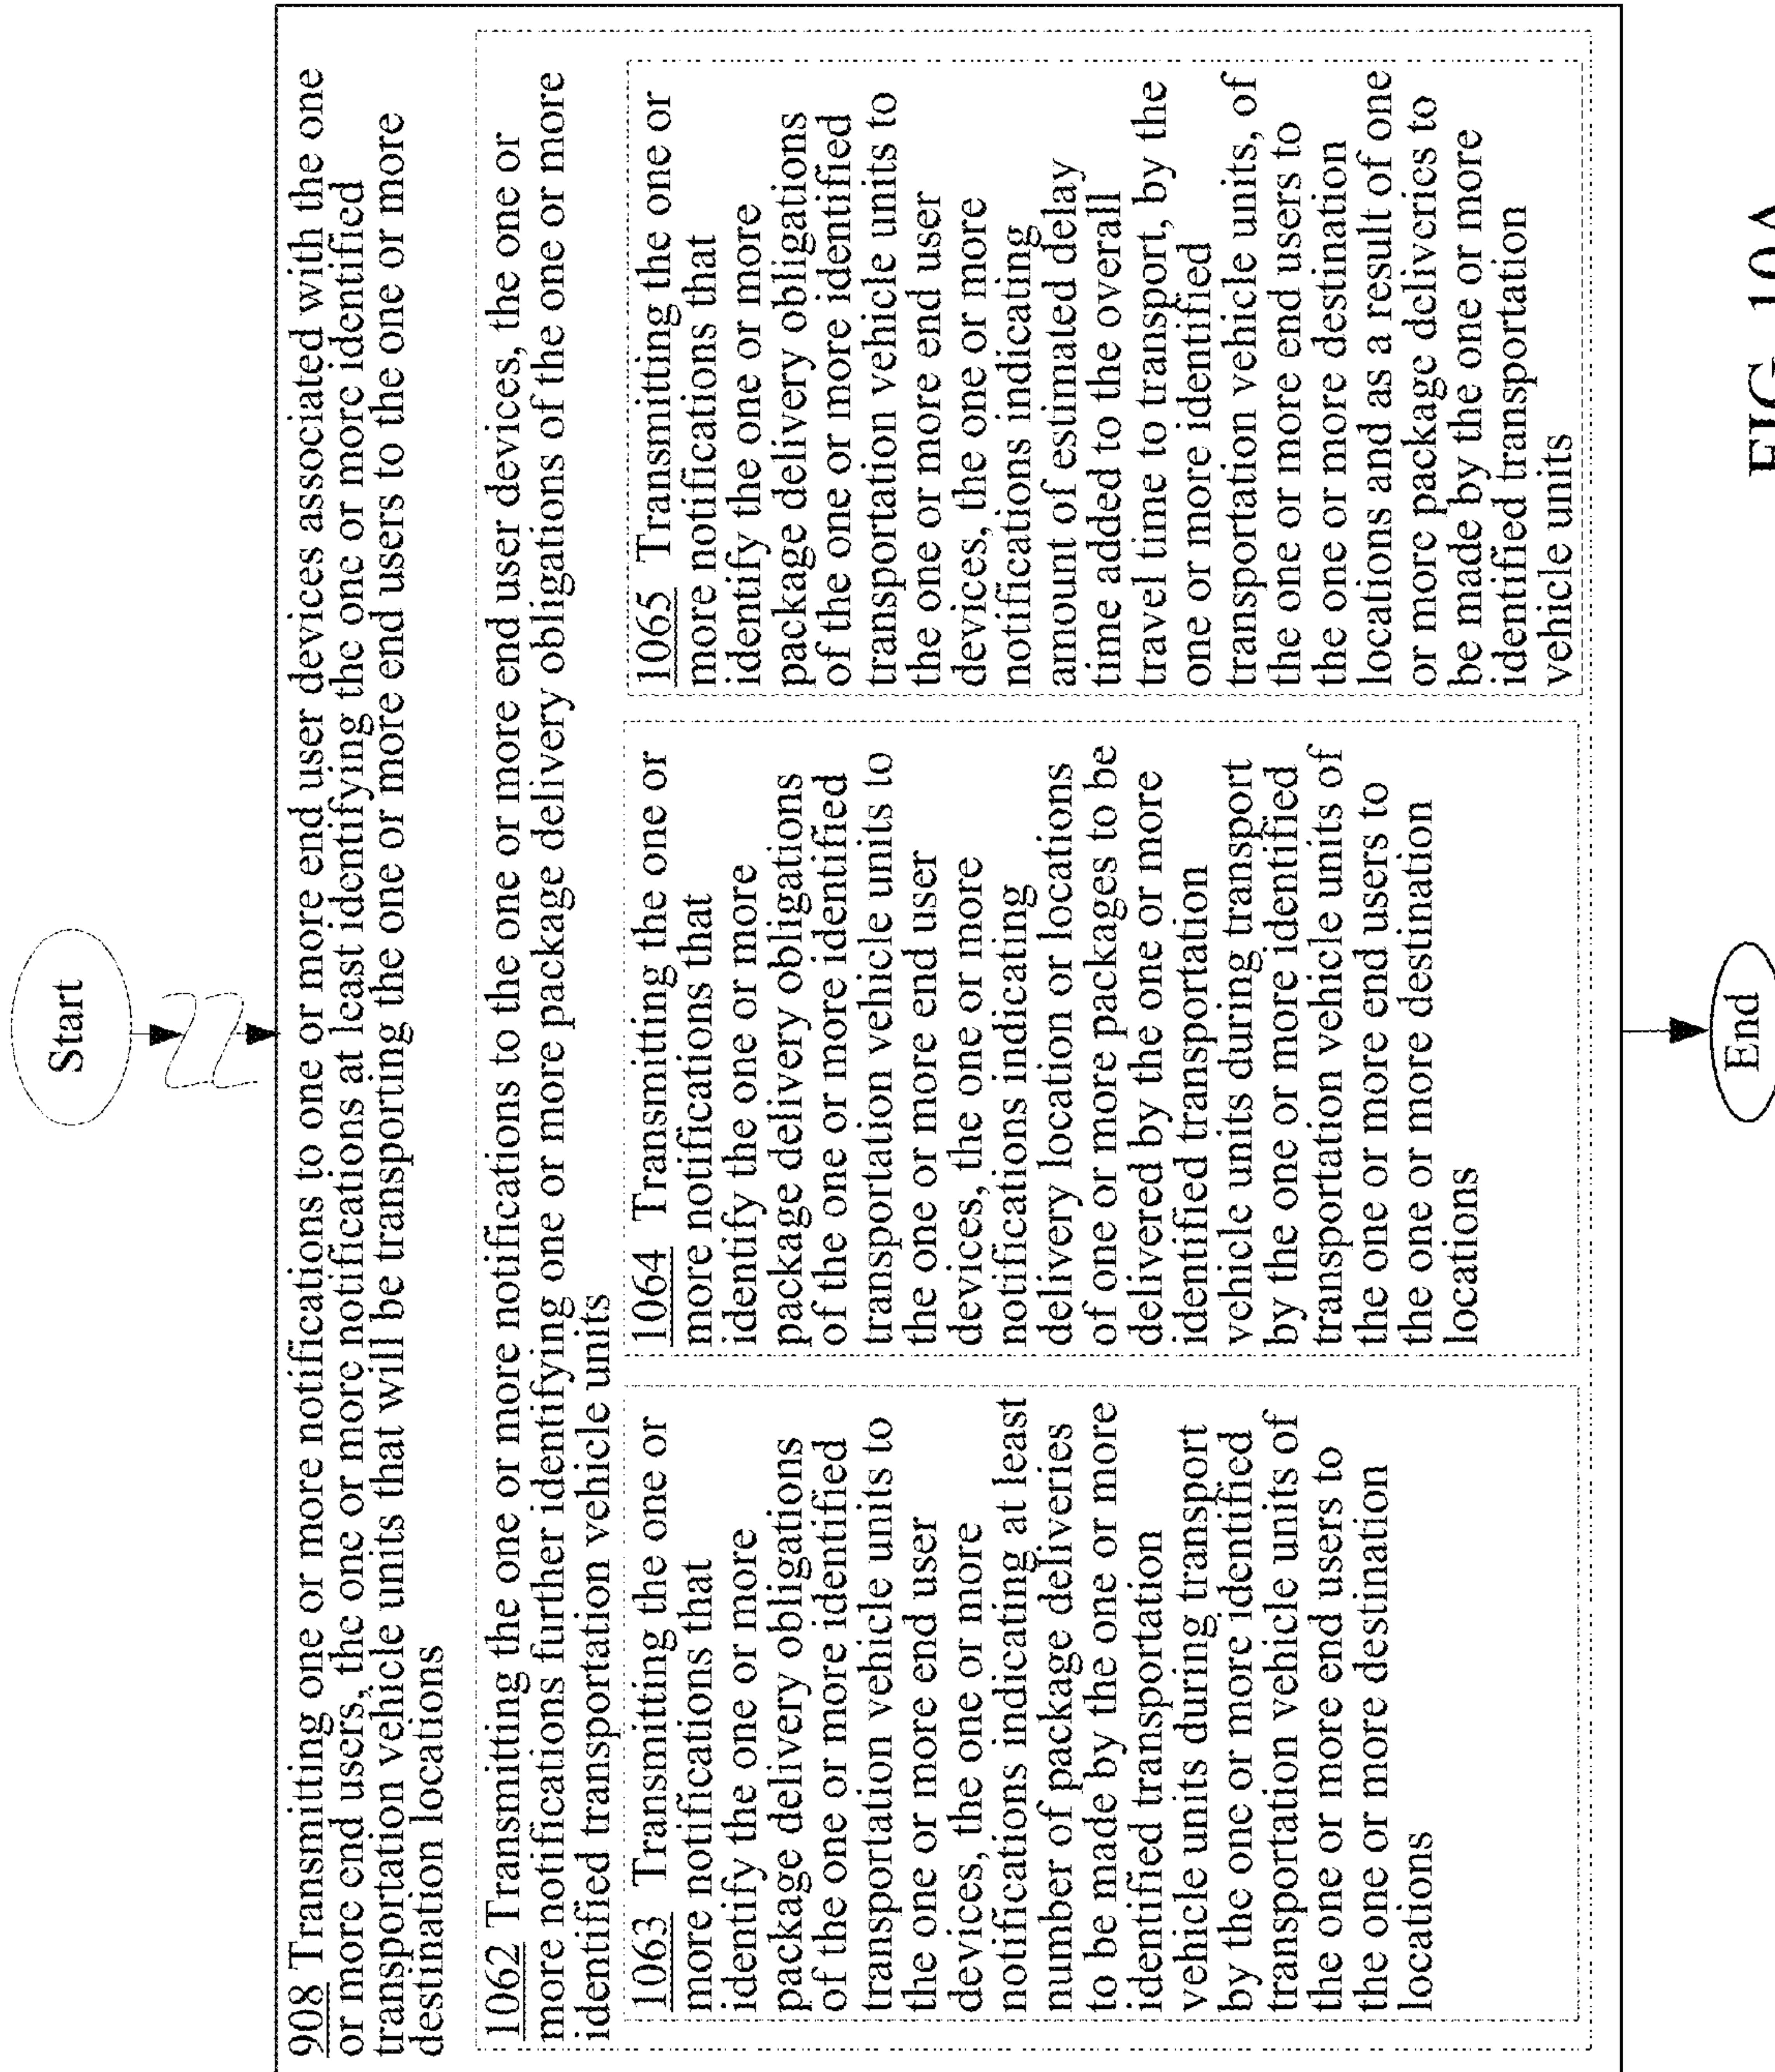 Start
908 Transmitting one or more notifications to one or more end user devices associated with the one
or more end users, the one or more notifications at least identifying the one or more identified
transportation vehicle units that will be transporting the one or more end users to the one or more
destination locations
1062 Transmitting the one or more notifications to the one or more end user devices, the one or
more notifications further identifying one or more package delivery obligations of the one or more
identified transportation vehicle units
1063 Transmitting the one or
more notifications that
identify the one or more
package delivery obligations
of the one or more identified
transportation vehicle units to
the one or more end user
devices, the one or more
notifications indicating at least
number of package deliveries
to be made by the one or more
identified transportation
vehicle units during transport
by the one or more identified
transportation vehicle units of
the one or more end users to
the one or more destination
locations
1064 Transmitting the one or
more notifications that
identify the one or more
package delivery obligations
of the one or more identified
transportation vehicle units to
the one or more end user
devices, the one or more
notifications indicating
delivery location or locations
of one or more packages to be
delivered by the one or more
identified transportation
vehicle units during transport
by the one or more identified
transportation vehicle units of
the one or more end users to
the one or more destination
locations
1065 Transmitting the one or
more notifications that
identify the one or more
package delivery obligations
of the one or more identified
transportation vehicle units to
the one or more end user
devices, the one or more
notifications indicating
amount of estimated delay
time added to the overall
travel time to transport, by the
one or more identified
transportation vehicle units, of
the one or more end users to
the one or more destination
locations and as a result of one
or more package deliveries to
be made by the one or more
identified transportation
vehicle units
End
FIG. 10A